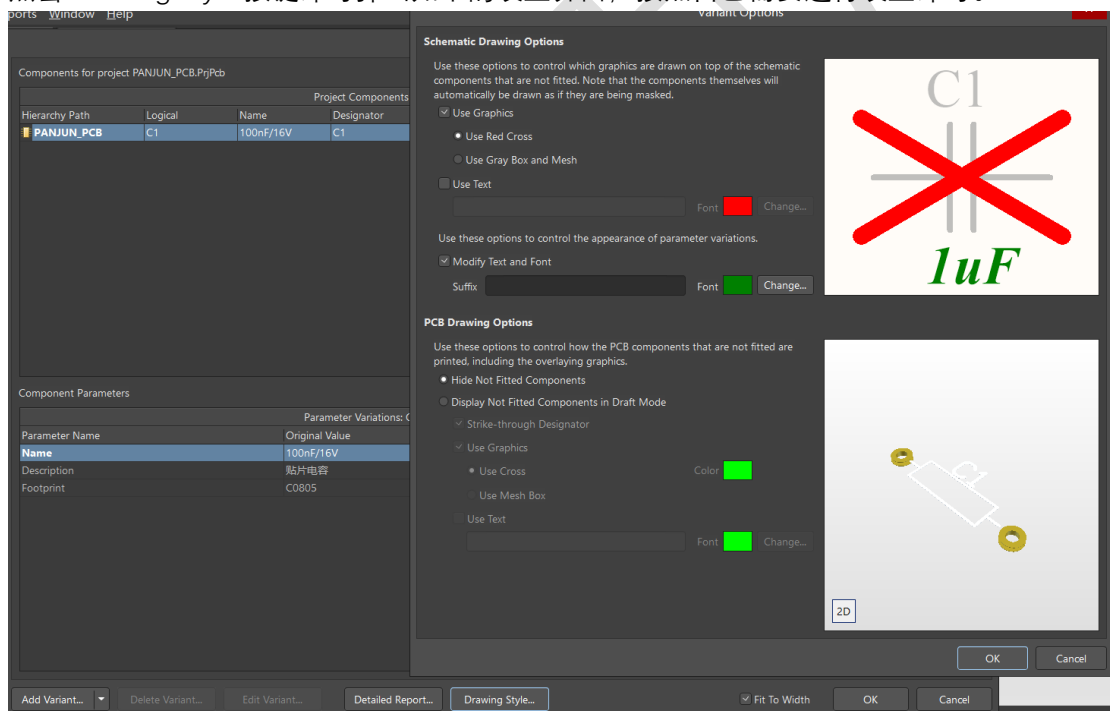 ports Window Help
Variant Options
Schematic Drawing Options
Use these options to control which graphics are drawn on top of the schematic
components that are not fitted. Note that the components themselves will
automatically be drawn as if they are being masked.
Use Graphics
Use Red Cross
Use Gray Box and Mesh
Use Text
Font Change...
Use these options to control the appearance of parameter variations.
Modify Text and Font
Suffix Font Change...
C1
1uF
PCB Drawing Options
Use these options to control how the PCB components that are not fitted are
printed, including the overlaying graphics.
Hide Not Fitted Components
Display Not Fitted Components in Draft Mode
Strike-through Designator
Use Graphics
Use Cross Color
Use Mesh Box
Use Text
Font Change...
C1
2D
OK Cancel
Components for project PANJUN_PCB.PrjPcb
Project Components
Hierarchy Path Logical Name Designator
PANJUN_PCB C1 100nF/16V C1
Component Parameters
Parameter Variations:
Parameter Name Original Value
Name 100nF/16V
Description 贴片电容
Footprint C0805
Add Variant... Delete Variant... Edit Variant... Detailed Report... Drawing Style... Fit To Width OK Cancel